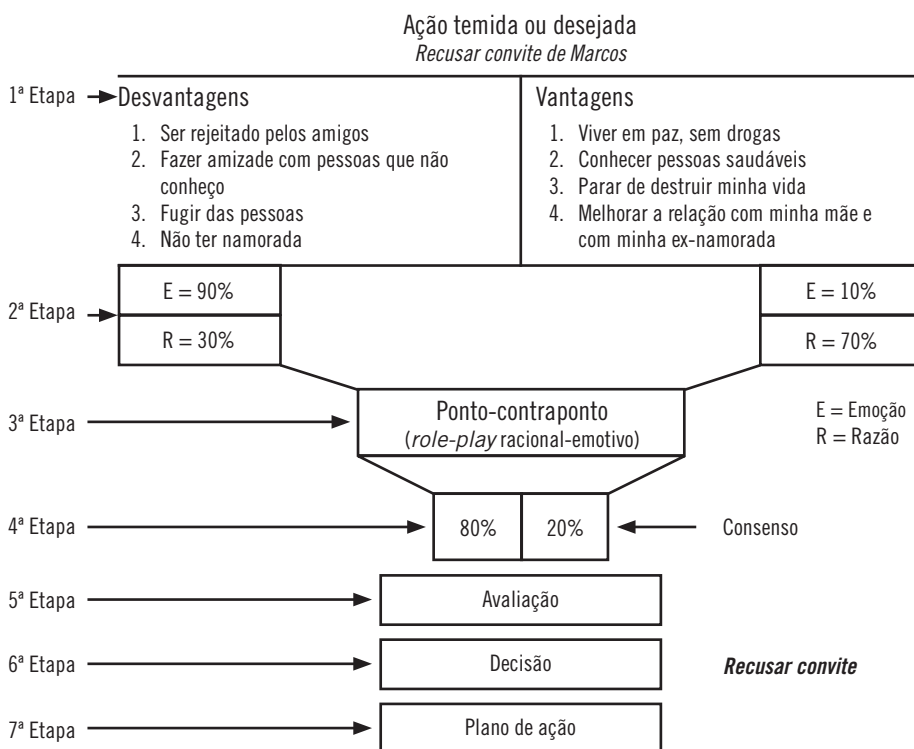 Ação temida ou desejada
Recusar convite de Marcos
1ª Etapa
Desvantagens
1. Ser rejeitado pelos amigos
2. Fazer amizade com pessoas que não
conheço
3. Fugir das pessoas
4. Não ter namorada
Vantagens
1. Viver em paz, sem drogas
2. Conhecer pessoas saudáveis
3. Parar de destruir minha vida
4. Melhorar a relação com minha mãe e
com minha ex-namorada
2ª Etapa
E = 90%
R = 30%
E = 10%
R = 70%
3ª Etapa
Ponto-contraponto
(role-play racional-emotivo)
E = Emoção
R = Razão
4ª Etapa
80%
20%
Consenso
5ª Etapa
Avaliação
6ª Etapa
Decisão
Recusar convite
7ª Etapa
Plano de ação